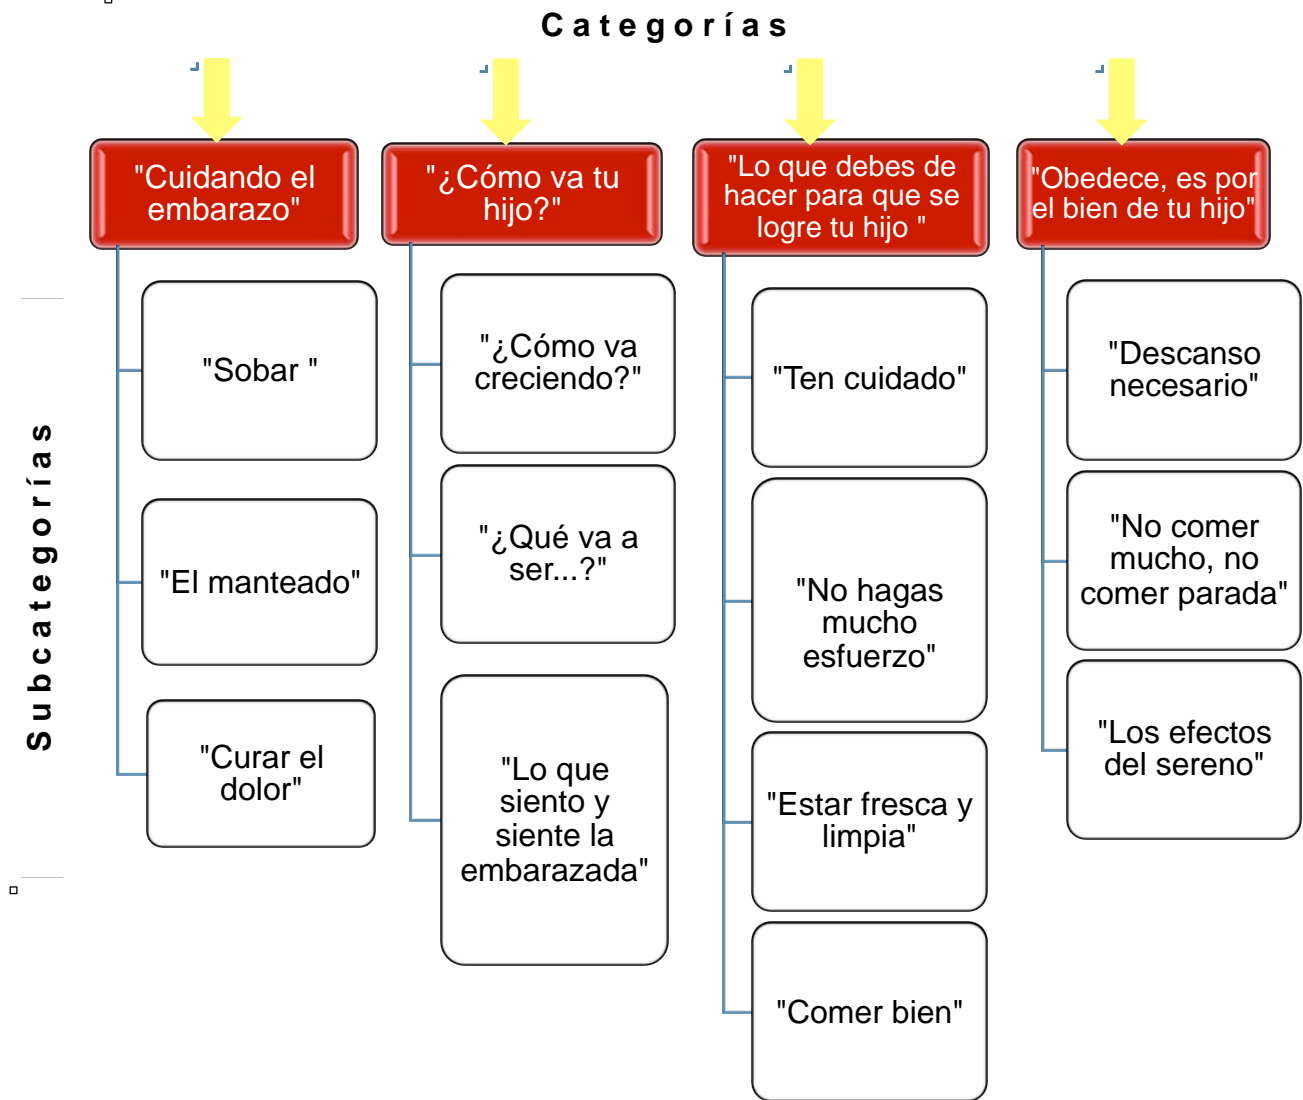 Categorías
"Cuidando el
embarazo"
"Sobar "
"El manteado"
"Curar el
dolor"
"¿Cómo va tu
hijo?"
"¿Cómo va
creciendo?"
"¿Qué va a
ser...?"
"Lo que
siento y
siente la
embarazada"
"Lo que debes de
hacer para que se
logre tu hijo "
"Ten cuidado"
"No hagas
mucho
esfuerzo"
"Estar fresca y
limpia"
"Comer bien"
"Obedece, es por
el bien de tu hijo"
"Descanso
necesario"
"No comer
mucho, no
comer parada"
"Los efectos
del sereno"
Subcategorías